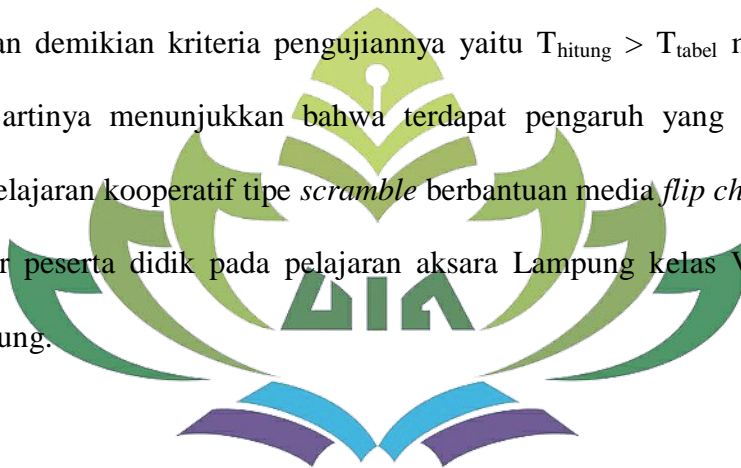 an demikian kriteria pengujiannya yaitu Thitung > Ttabel
artinya menunjukkan bahwa terdapat pengaruh yang
elajaran kooperatif tipe scramble berbantuan media flip ch
r peserta didik pada pelajaran aksara Lampung kelas V
UIN
ung.